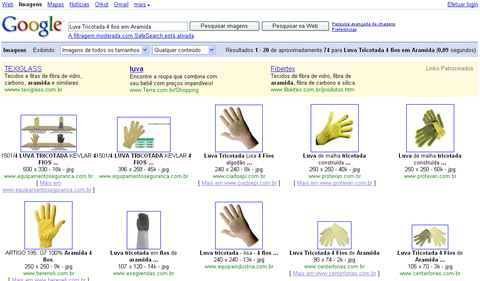 Web Imagens Mapas Notícias Orkut Gmail mais ▼
Efetuar login
Google
Luva Tricotada 4 fios em Aramida
Pesquisar imagens
Pesquisar na Web
Pesquisa avançada de imagens
Preferências
A filtragem moderada com SafeSearch está ativada
Imagens Exibindo: Imagens de todos os tamanhos Qualquer conteúdo
Resultados 1 - 20 de aproximadamente 74 para Luva Tricotada 4 fios em Aramida (0,09 segundos)
TEXIGLASS
Tecidos e fitas de fibra de vidro,
carbono, aramida e similares.
www.texiglass.com.br
luva
Encontre a roupa que combina com
seu bebê com preços imperdíveis!
www.Terra.com.br/Shopping
Fibertex
Tecidos de fibra de vidro, fibra de
aramida, fibra de carbono e sílica.
www.fibertex.com.br/produtos.htm
Links Patrocinados
1501/4 LUVA TRICOTADA KEVLAR 4
FIOS ...
500 x 330 - 18k - jpg
www.equipamentoseguranca.com.br
[ Mais em
www.equipamentoseguranca.com.br ]
1501/4 LUVA TRICOTADA KEVLAR 4
FIOS ...
396 x 268 - 45k - jpg
www.equipamentoseguranca.com.br
Luva Tricotada Lisa 4 Fios
algodão ...
240 x 240 - 8k - jpg
www.ciadoepi.com.br
[ Mais em www.ciadoepi.com.br ]
Luva de malha tricotada
construída ...
250 x 250 - 40k - jpg
www.protevan.com.br
Luva de malha tricotada
construída ...
250 x 250 - 50k - jpg
www.protevan.com.br
[ Mais em www.protevan.com.br ]
ARTIGO 195: G7 100% Aramida 4
fios
250 x 250 - 9k - jpg
www.bereneli.com.br
[ Mais em www.bereneli.com.br ]
Luva tricotada em fios de
aramida ...
107 x 120 - 14k - jpg
www.esegvendas.com.br
Luva tricotada - lisa - 4 fios ...
240 x 240 - 13k - jpg
www.equipindustria.com.br
Luva Tricotada 4 Fios de Aramida
90 x 74 - 2k - jpg
www.centerlonas.com.br
[ Mais em www.centerlonas.com.br ]
Luva Tricotada 4 Fios de Aramida
...
105 x 70 - 3k - jpg
www.centerlonas.com.br